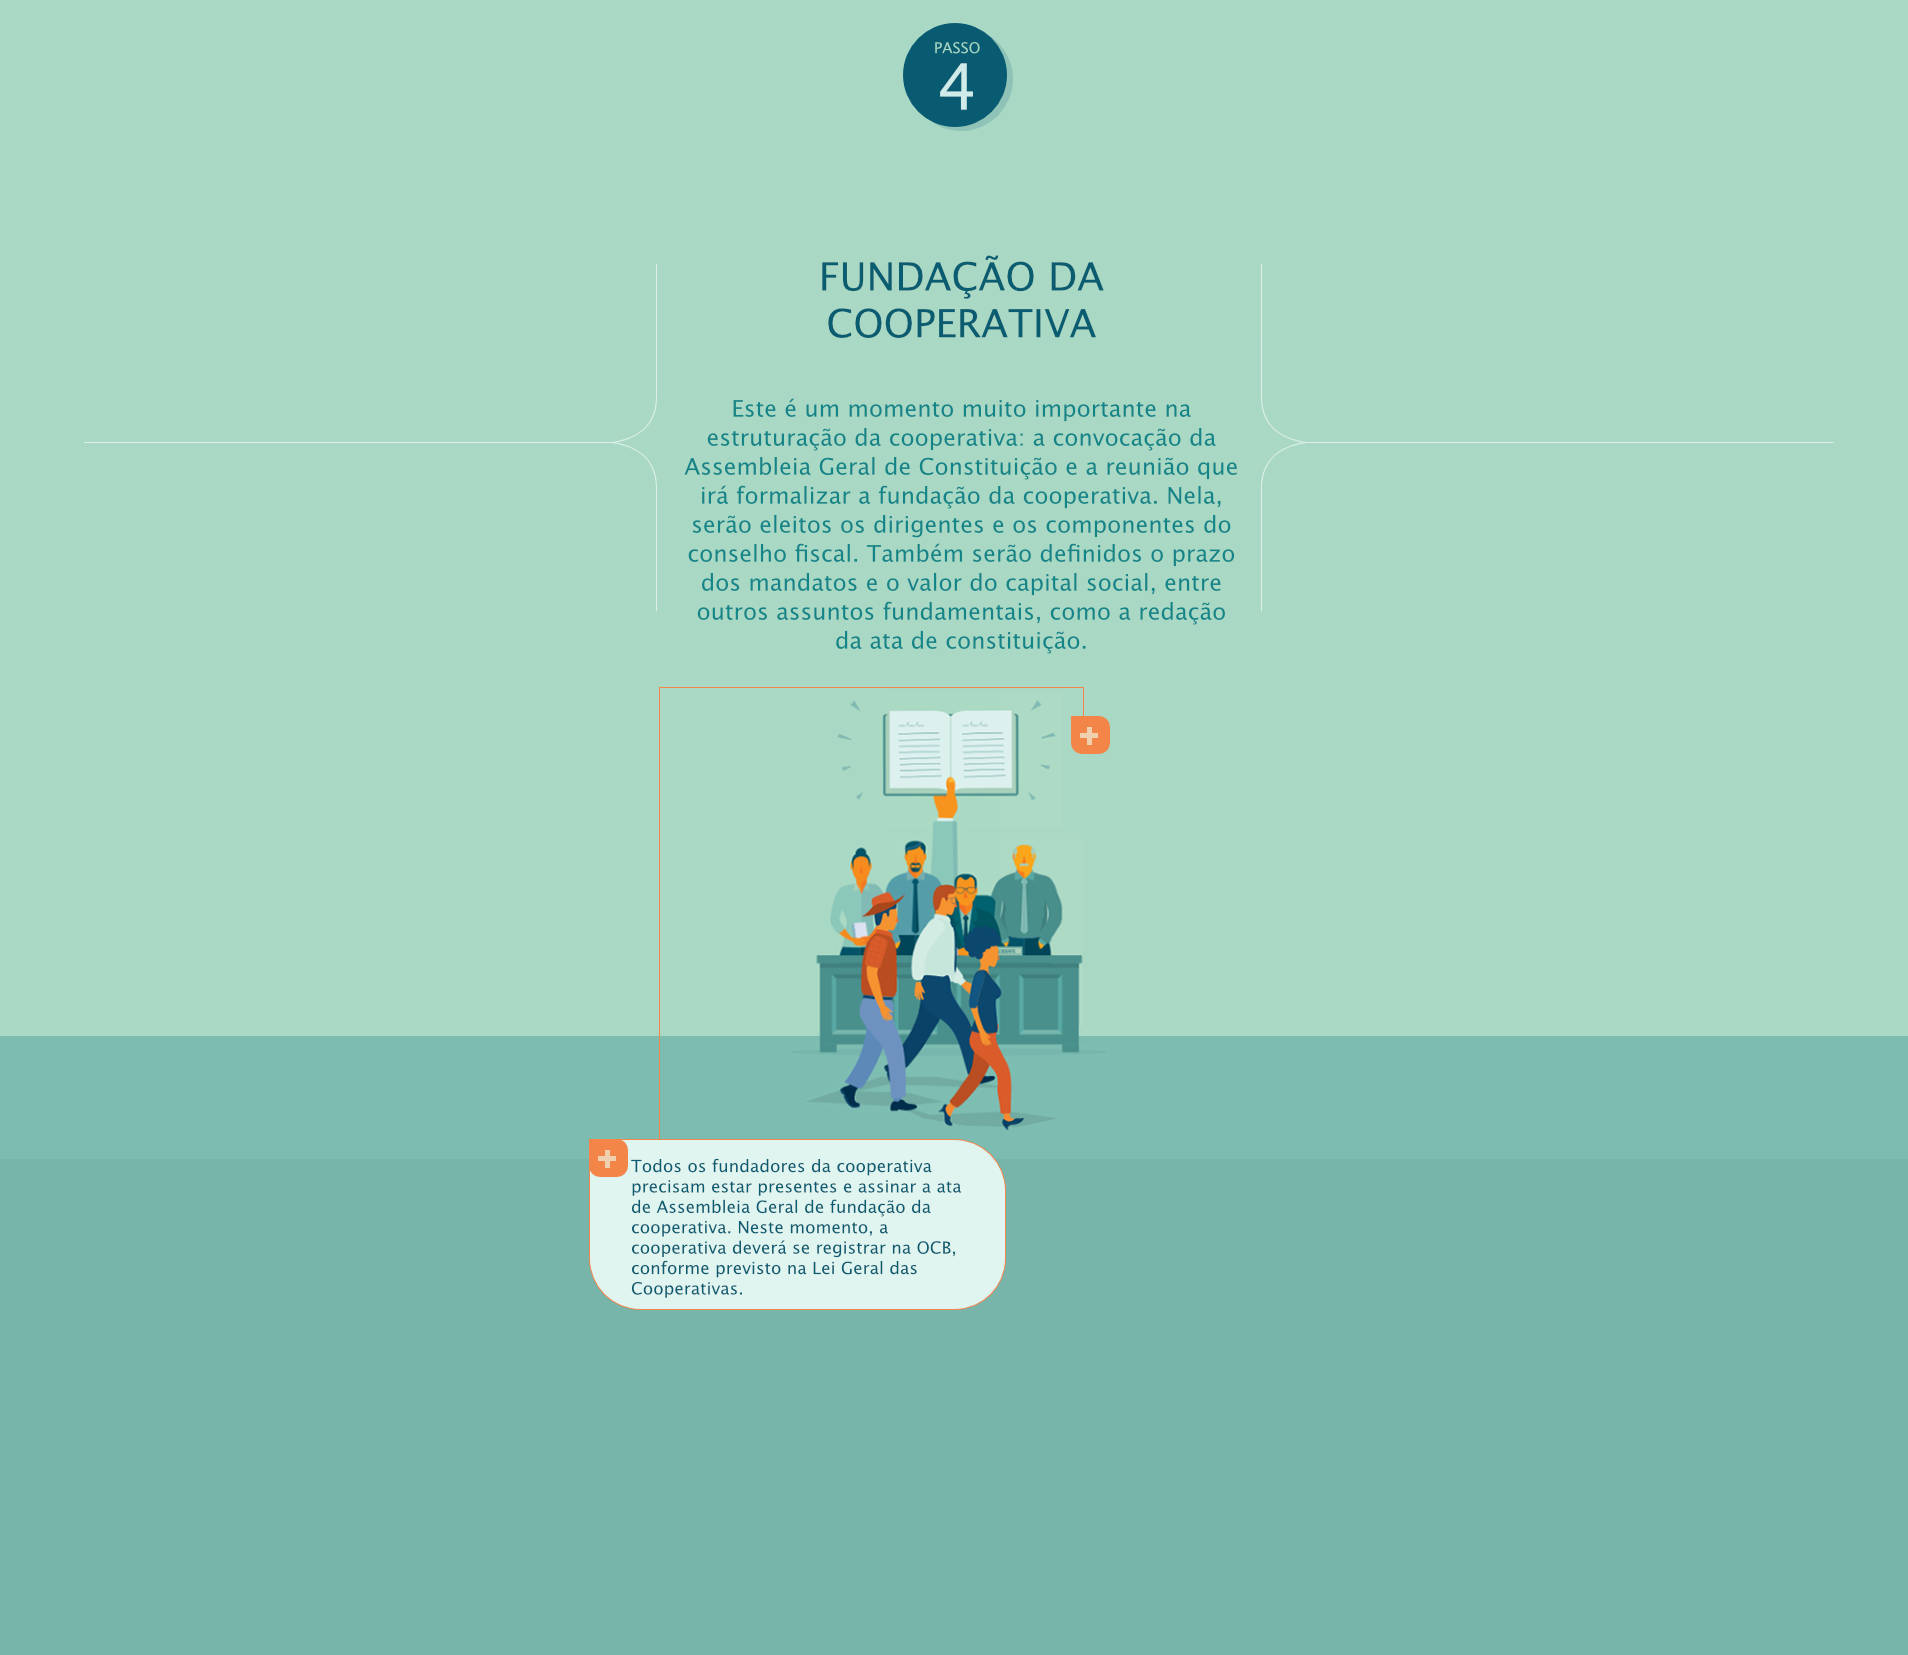 PASSO
4
FUNDAÇÃO DA
COOPERATIVA
Este é um momento muito importante na
estruturação da cooperativa: a convocação da
Assembleia Geral de Constituição e a reunião que
irá formalizar a fundação da cooperativa. Nela,
serão eleitos os dirigentes e os componentes do
conselho fiscal. Também serão definidos o prazo
dos mandatos e o valor do capital social, entre
outros assuntos fundamentais, como a redação
da ata de constituição.
Todos os fundadores da cooperativa
precisam estar presentes e assinar a ata
de Assembleia Geral de fundação da
cooperativa. Neste momento, a
cooperativa deverá se registrar na OCB,
conforme previsto na Lei Geral das
Cooperativas.